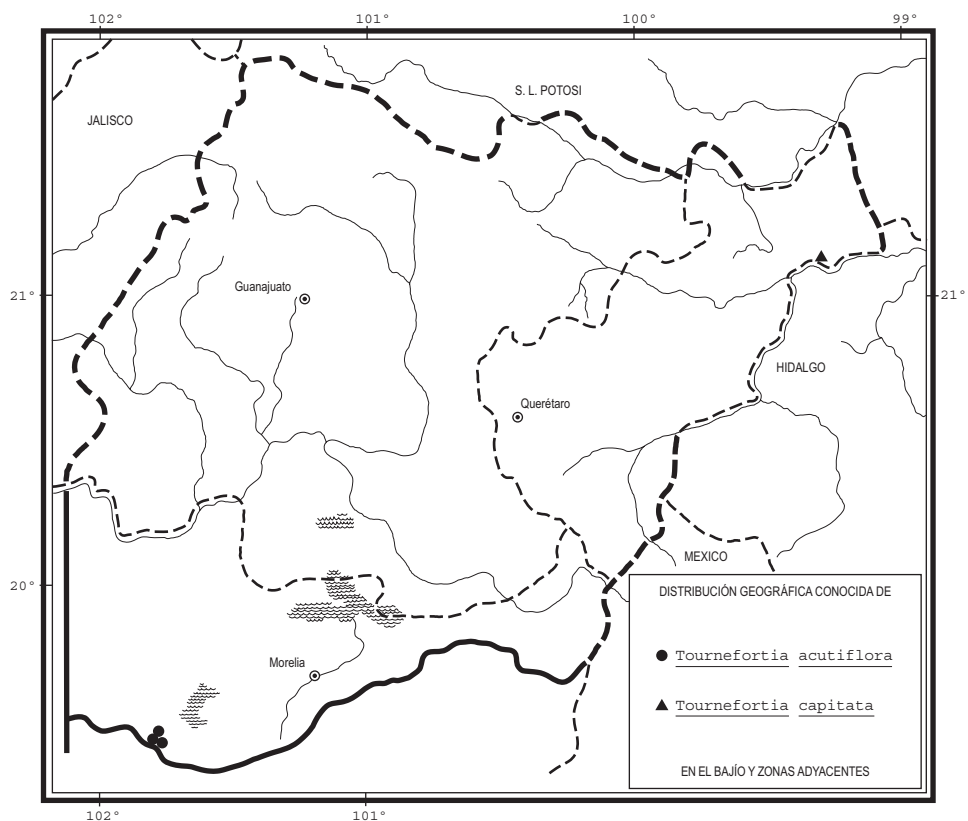 102° 101° 100° 99°
S. L. POTOSI
JALISCO
Guanajuato
21° 21°
HIDALGO
Querétaro
MEXICO
20°
DISTRIBUCIÓN GEOGRÁFICA CONOCIDA DE
Tournefortia acutiflora
Morelia
Tournefortia capitata
EN EL BAJÍO Y ZONAS ADYACENTES
102° 101°